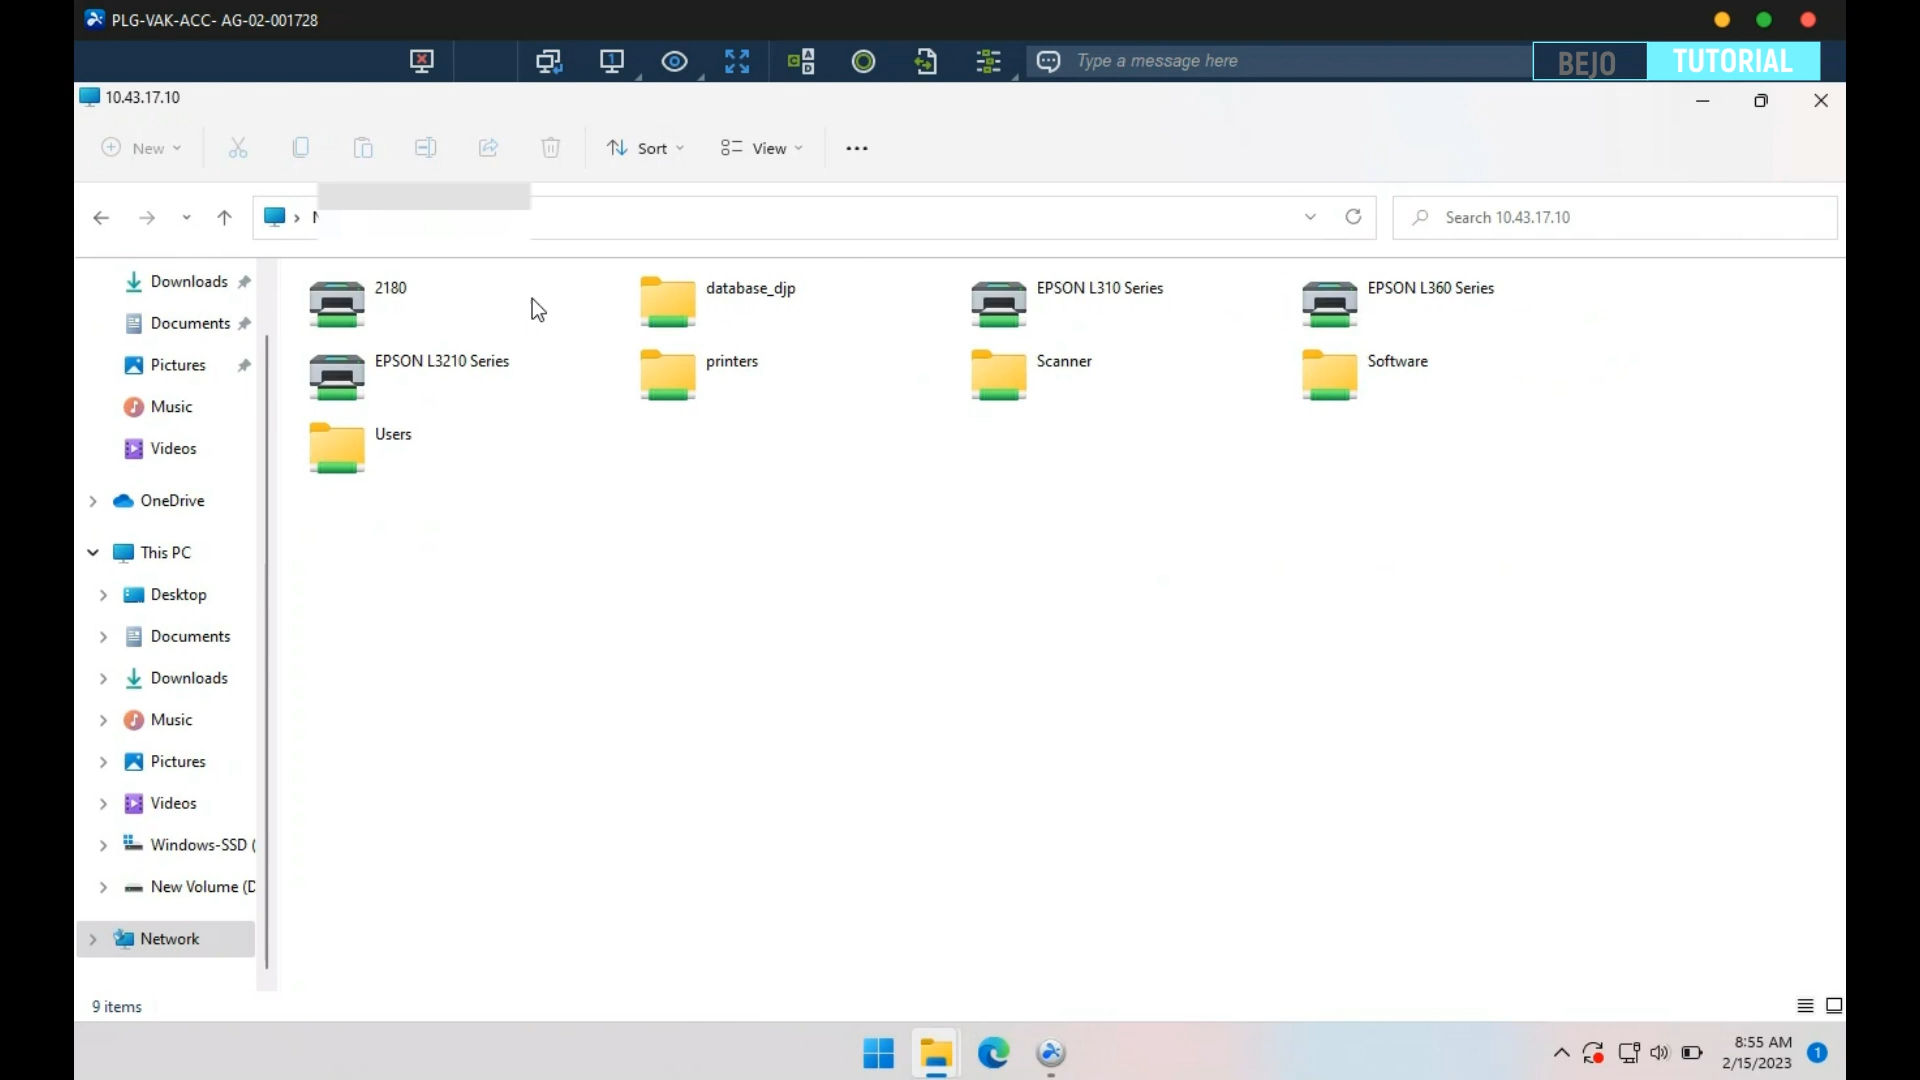 PLG-VAK-ACC- AG-02-001728
Type a message here
BEJO TUTORIAL
10.43.17.10
New
Sort
View
Search 10.43.17.10
Downloads
Documents
Pictures
Music
Videos
OneDrive
This PC
Desktop
Documents
Downloads
Music
Pictures
Videos
Windows-SSD (
New Volume (D
Network
2180
database_djp
EPSON L310 Series
EPSON L360 Series
EPSON L3210 Series
printers
Scanner
Software
Users
9 items
8:55 AM
2/15/2023
1